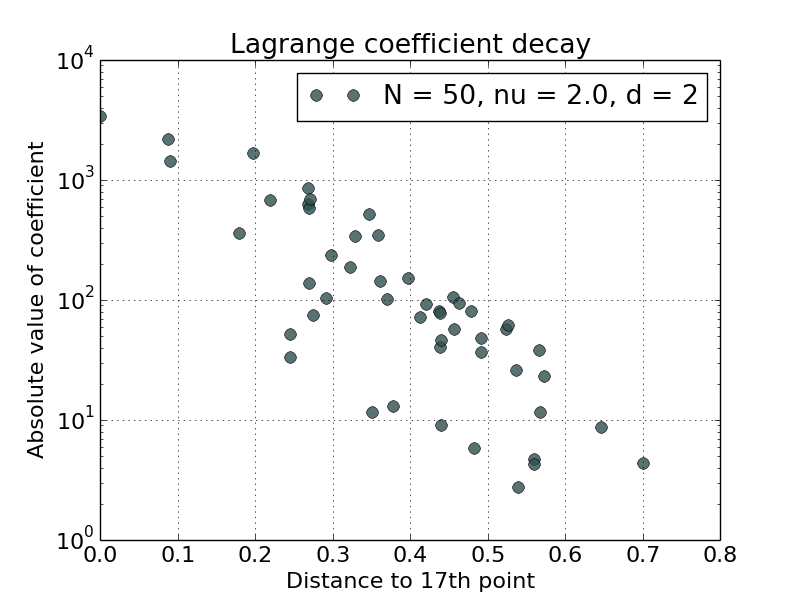 Lagrange coefficient decay
N = 50, nu = 2.0, d = 2
Absolute value of coefficient
10^4
10^3
10^2
10^1
10^0
0.0 0.1 0.2 0.3 0.4 0.5 0.6 0.7 0.8
Distance to 17th point